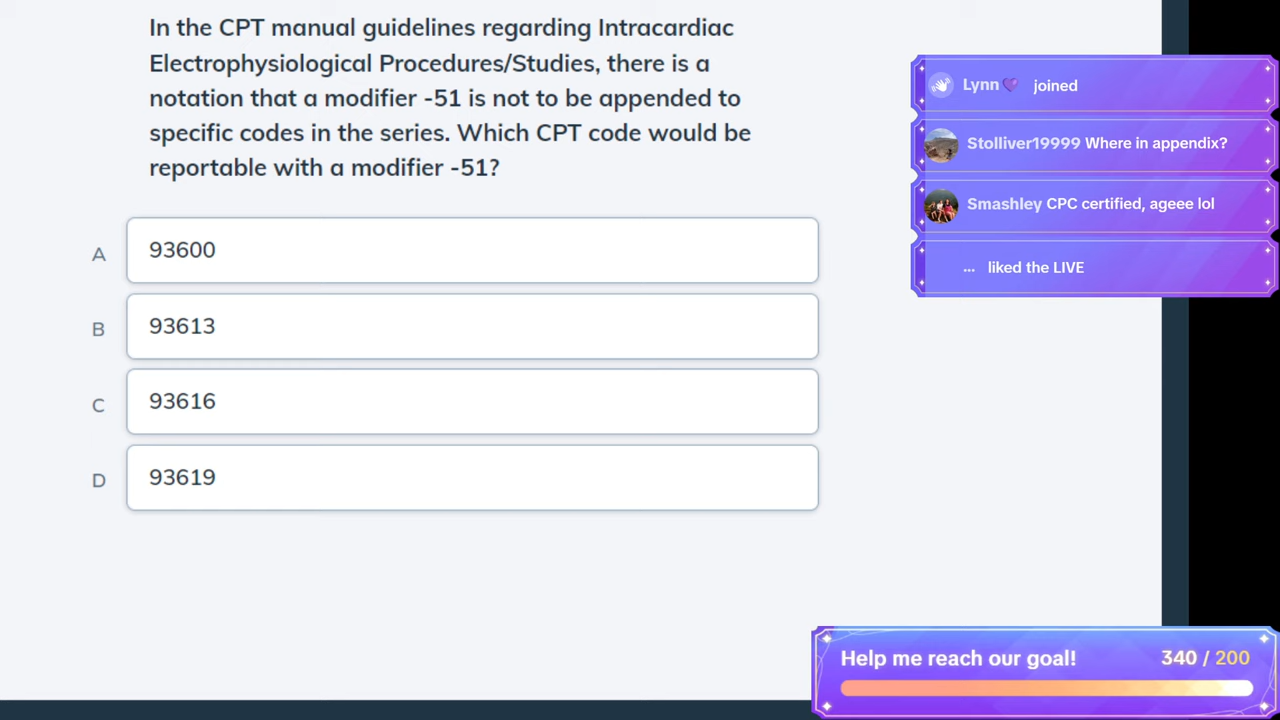 In the CPT manual guidelines regarding Intracardiac
Electrophysiological Procedures/Studies, there is a
notation that a modifier -51 is not to be appended to
specific codes in the series. Which CPT code would be
reportable with a modifier -51?
A 93600
B 93613
C 93616
D 93619
Lynn💜 joined
Stolliver19999 Where in appendix?
Smashley CPC certified, ageee lol
... liked the LIVE
Help me reach our goal! 340 / 200